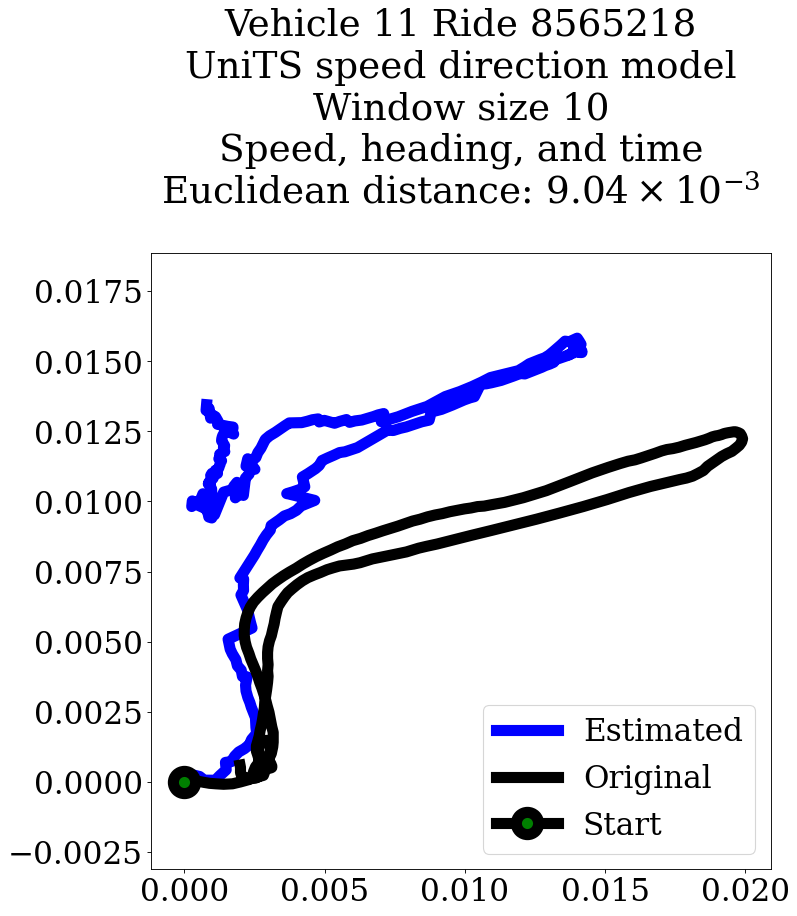 Vehicle 11 Ride 8565218
UniTS speed direction model
Window size 10
Speed, heading, and time
Euclidean distance: 9.04 × 10⁻³
0.0175
0.0150
0.0125
0.0100
0.0075
0.0050
0.0025
0.0000
−0.0025
Estimated
Original
Start
0.000 0.005 0.010 0.015 0.020